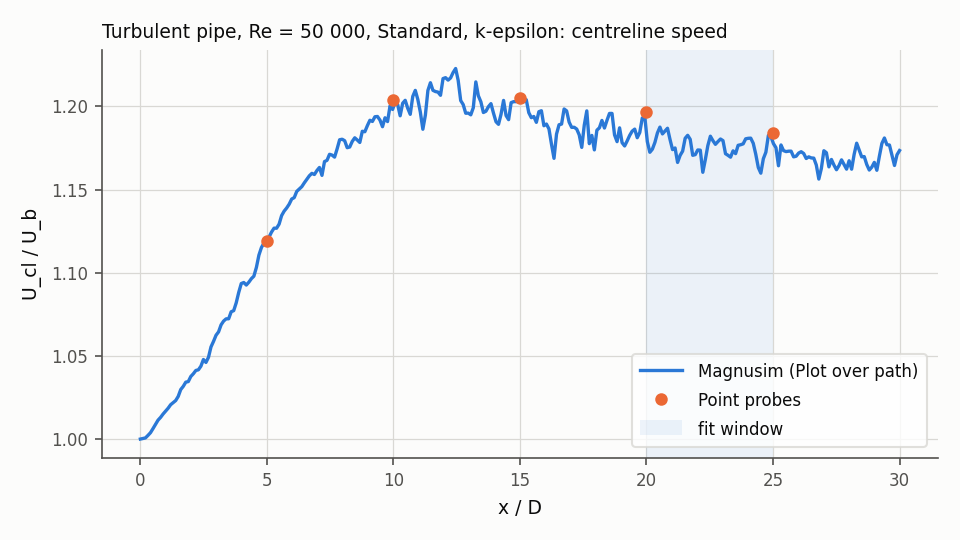 Turbulent pipe, Re = 50 000, Standard, k-epsilon: centreline speed
U_cl / U_b
1.20
1.15
1.10
1.05
1.00
Magnusim (Plot over path)
Point probes
fit window
0 5 10 15 20 25 30
x / D